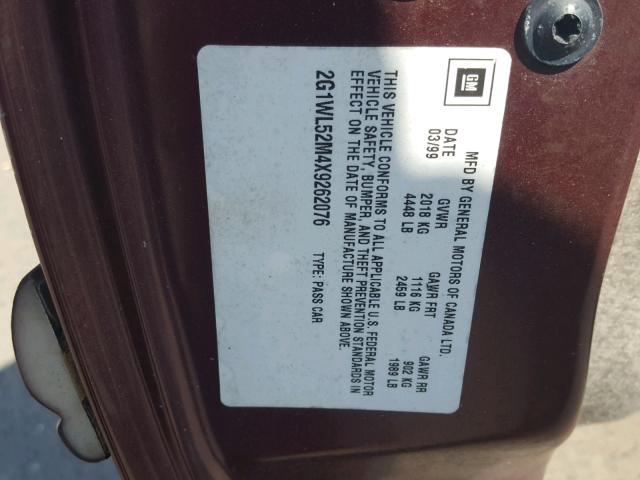 GM
MFD BY GENERAL MOTORS OF CANADA LTD.
DATE GVWR GAWR FRT GAWR RR
03/99 2018 KG 1116 KG 902 KG
4448 LB 2459 LB 1989 LB
THIS VEHICLE CONFORMS TO ALL APPLICABLE U.S. FEDERAL MOTOR
VEHICLE SAFETY, BUMPER, AND THEFT PREVENTION STANDARDS IN
EFFECT ON THE DATE OF MANUFACTURE SHOWN ABOVE.
2G1WL52M4X9262076 TYPE: PASS CAR